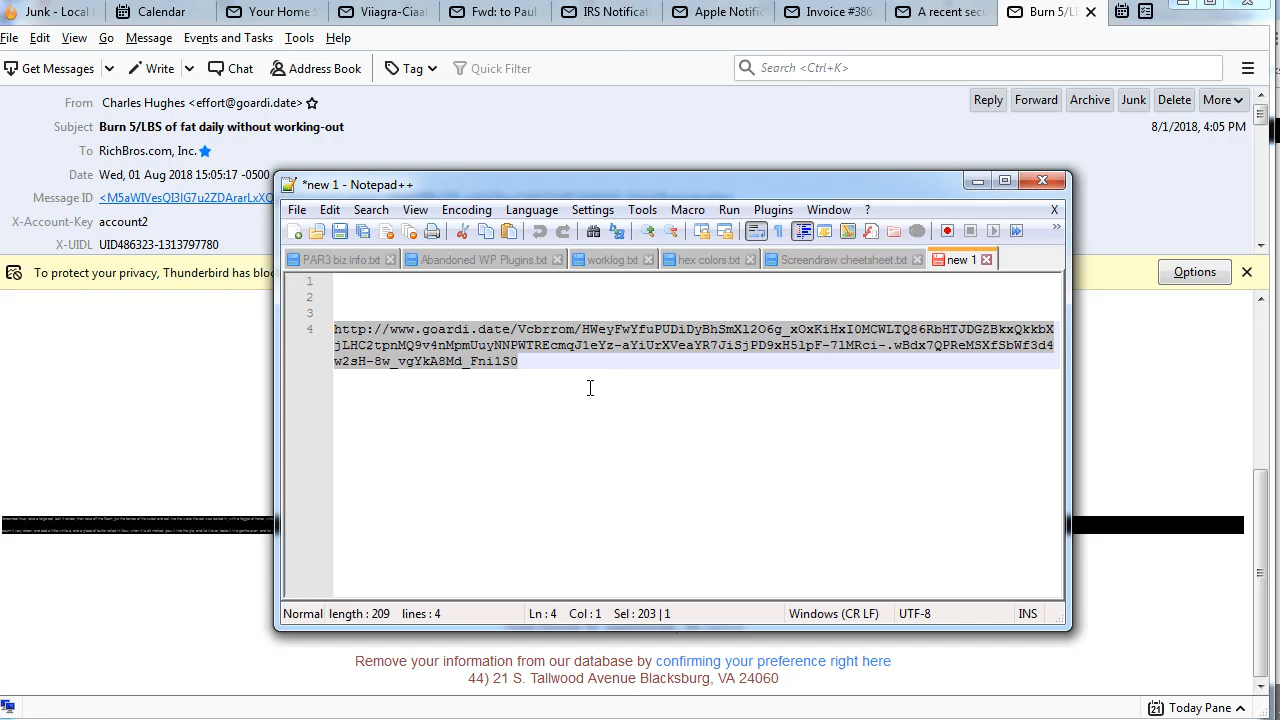 Junk - Local
Calendar
Your Home S
Viiagra-Ciaal
Fwd: to Paul
IRS Notificati
Apple Notific
Invoice #386
A recent secu
Burn 5/LB
File Edit View Go Message Events and Tasks Tools Help
Get Messages Write Chat Address Book Tag Quick Filter Search <Ctrl+K>
From Charles Hughes <effort@goardi.date> Reply Forward Archive Junk Delete More
Subject Burn 5/LBS of fat daily without working-out 8/1/2018, 4:05 PM
To RichBros.com, Inc.
Date Wed, 01 Aug 2018 15:05:17 -0500
Message ID
X-Account-Key account2
X-UIDL UID486323-1313797780
To protect your privacy, Thunderbird has bloc
Options
*new 1 - Notepad++
File Edit Search View Encoding Language Settings Tools Macro Run Plugins Window ? X
PAR3 biz info.txt Abandoned WP Plugins.txt worklog.txt hex colors.txt Screendraw cheetsheet.txt new 1
1
2
3
4 http://www.goardi.date/Vcbrrom/HWeyFwYfuPUDiDyBhSmXl2O6g_xOxKiHxI0MCWLTQ86RbHTJDGZBkxQkkbX
jLHC2tpnMQ9v4nMpmUuyNNPWTREcmqJ1eYz-aYiUrXVeaYR7JiSjPD9xH5lpF-7lMRci-.wBdx7QPReMSXfSbWf3d4
w2sH-8w_vgYkA8Md_Fni1S0
Normal length : 209 lines : 4 Ln : 4 Col : 1 Sel : 203 | 1 Windows (CR LF) UTF-8 INS
Remove your information from our database by confirming your preference right here
44) 21 S. Tallwood Avenue Blacksburg, VA 24060
21 Today Pane